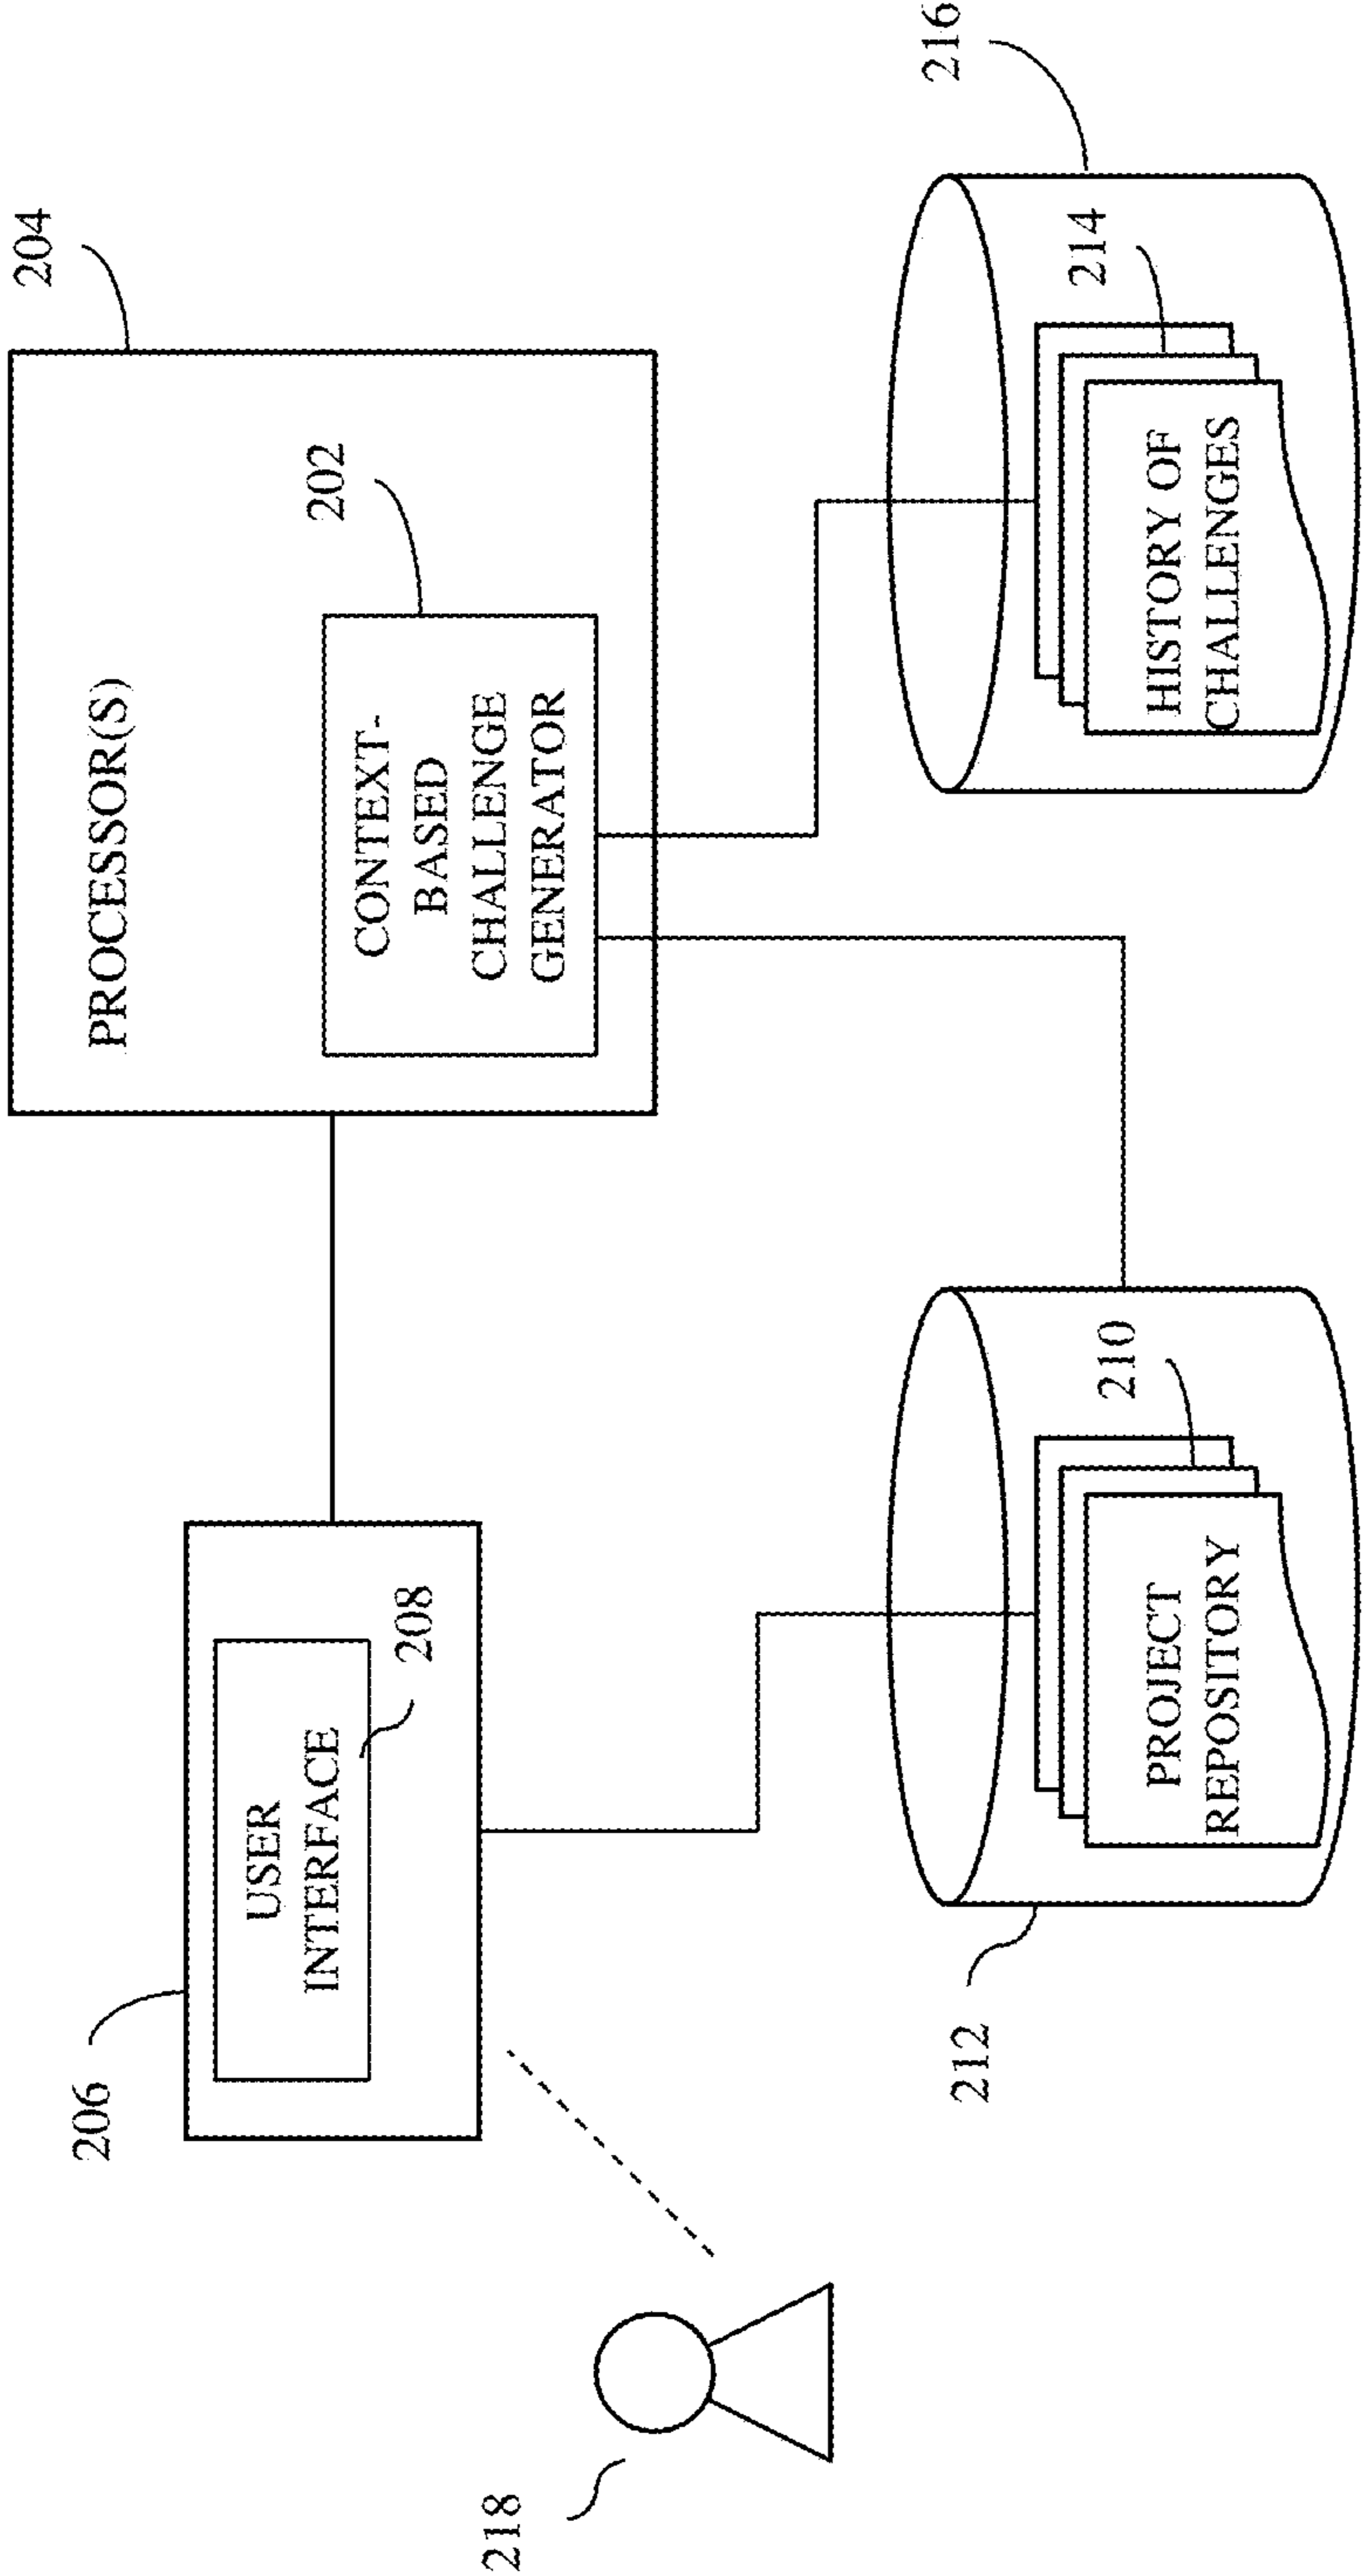 204
PROCESSOR(S)
202
CONTEXT-
BASED
CHALLENGE
GENERATOR
206
USER
INTERFACE
208
218
212
210
PROJECT
REPOSITORY
216
214
HISTORY OF
CHALLENGES